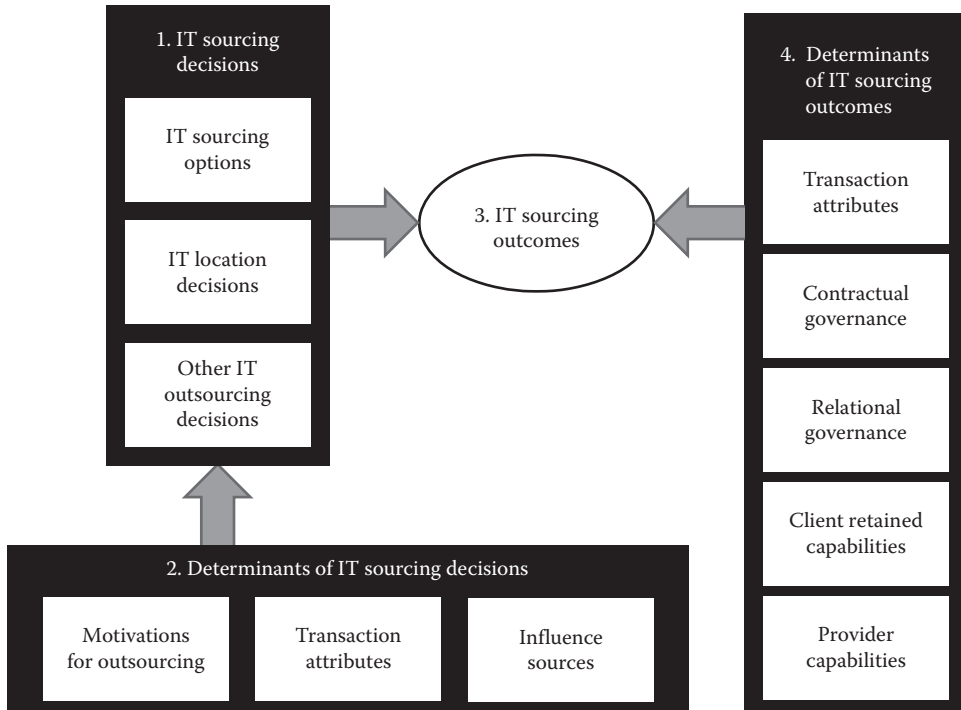 1. IT sourcing
decisions
IT sourcing
options
IT location
decisions
Other IT
outsourcing
decisions
2. Determinants of IT sourcing decisions
Motivations
for outsourcing
Transaction
attributes
Influence
sources
3. IT sourcing
outcomes
4. Determinants
of IT sourcing
outcomes
Transaction
attributes
Contractual
governance
Relational
governance
Client retained
capabilities
Provider
capabilities